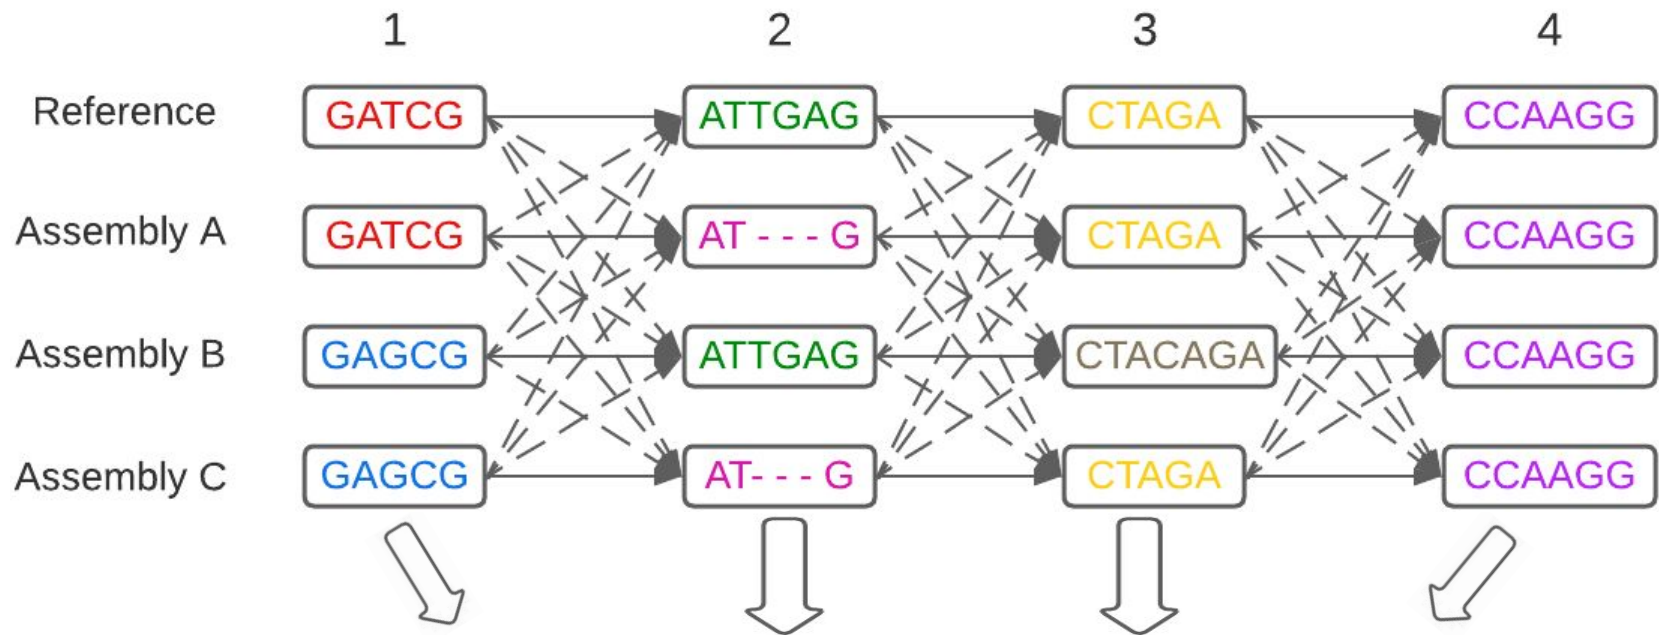 1 2 3 4
Reference GATCG ATTGAG CTAGA CCAAGG
Assembly A GATCG AT - - - G CTAGA CCAAGG
Assembly B GAGCG ATTGAG CTACAGA CCAAGG
Assembly C GAGCG AT- - - G CTAGA CCAAGG